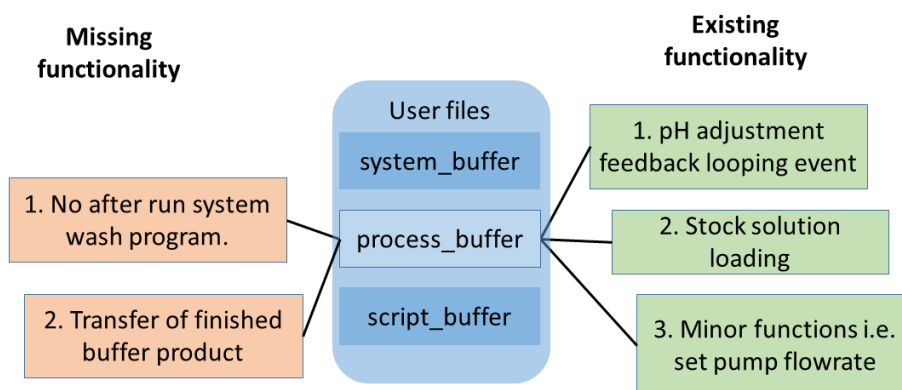 Missing
functionality
1. No after run system
wash program.
2. Transfer of finished
buffer product
User files
system_buffer
process_buffer
script_buffer
Existing
functionality
1. pH adjustment
feedback looping event
2. Stock solution
loading
3. Minor functions i.e.
set pump flowrate